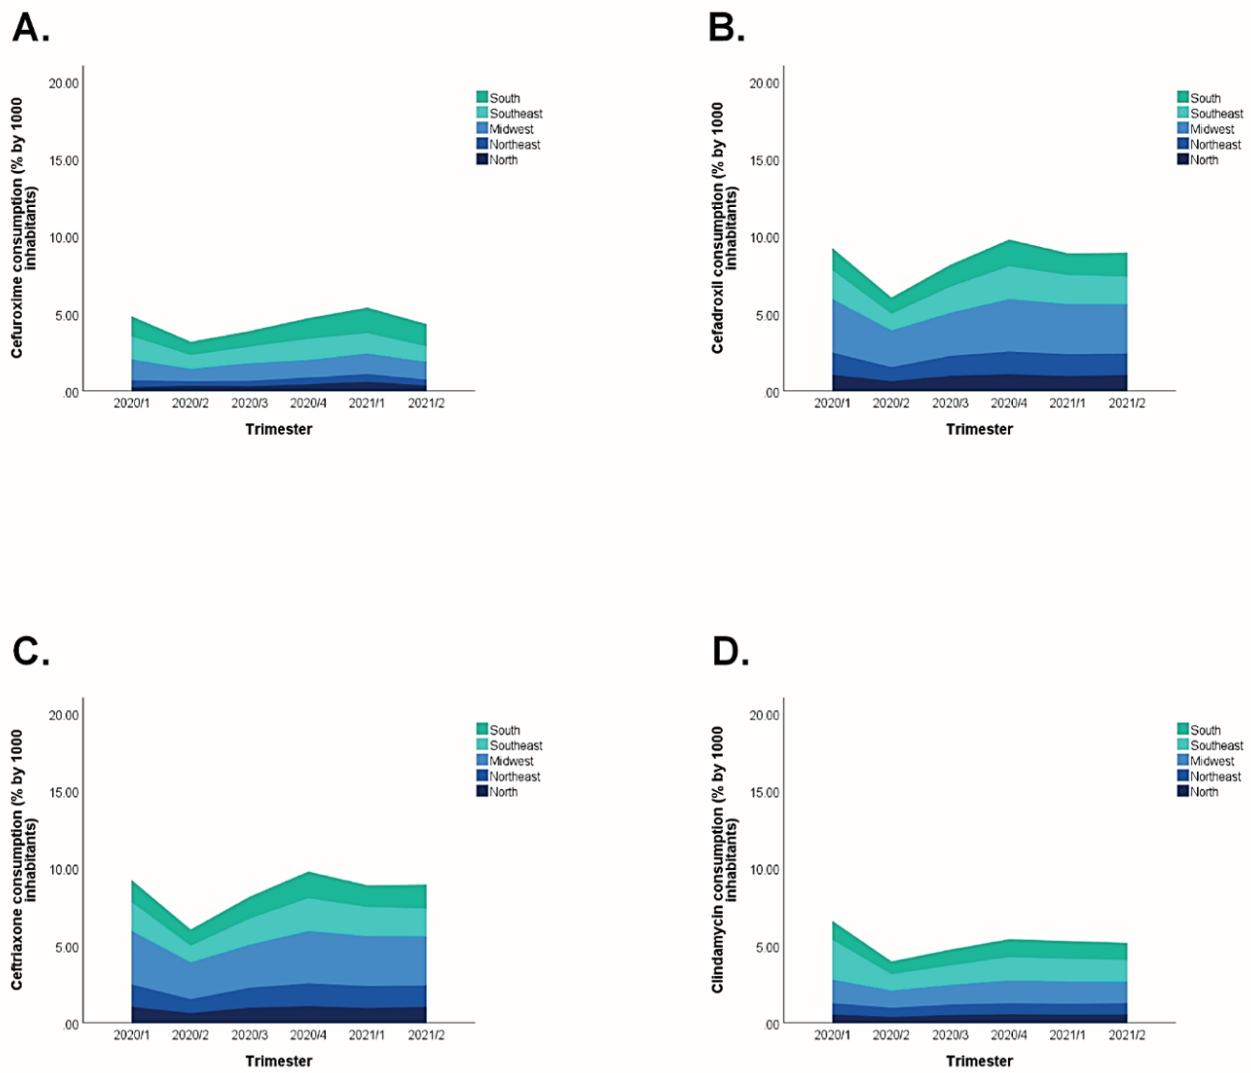 A.
Cefuroxime consumption (% by 1000
inhabitants)
20.00
15.00
10.00
5.00
.00
2020/1 2020/2 2020/3 2020/4 2021/1 2021/2
Trimester
South
Southeast
Midwest
Northeast
North
B.
Cefadroxil consumption (% by 1000
inhabitants)
20.00
15.00
10.00
5.00
.00
2020/1 2020/2 2020/3 2020/4 2021/1 2021/2
Trimester
South
Southeast
Midwest
Northeast
North
C.
Ceftriaxone consumption (% by 1000
inhabitants)
20.00
15.00
10.00
5.00
.00
2020/1 2020/2 2020/3 2020/4 2021/1 2021/2
Trimester
South
Southeast
Midwest
Northeast
North
D.
Clindamycin consumption (% by 1000
inhabitants)
20.00
15.00
10.00
5.00
.00
2020/1 2020/2 2020/3 2020/4 2021/1 2021/2
Trimester
South
Southeast
Midwest
Northeast
North